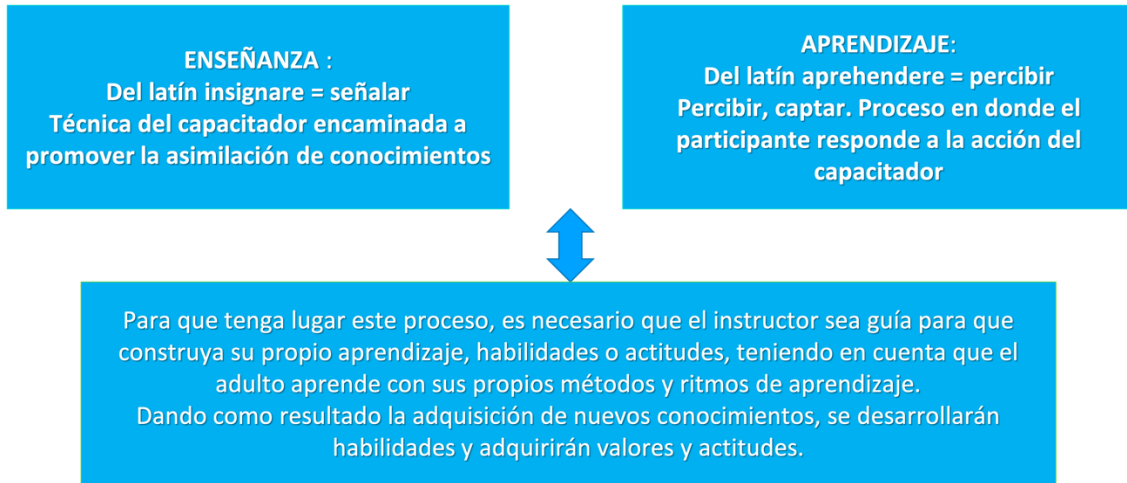 ENSEÑANZA :
Del latín insignare = señalar
Técnica del capacitador encaminada a
promover la asimilación de conocimientos
APRENDIZAJE:
Del latín aprehendere = percibir
Percibir, captar. Proceso en donde el
participante responde a la acción del
capacitador
Para que tenga lugar este proceso, es necesario que el instructor sea guía para que
construya su propio aprendizaje, habilidades o actitudes, teniendo en cuenta que el
adulto aprende con sus propios métodos y ritmos de aprendizaje.
Dando como resultado la adquisición de nuevos conocimientos, se desarrollarán
habilidades y adquirirán valores y actitudes.